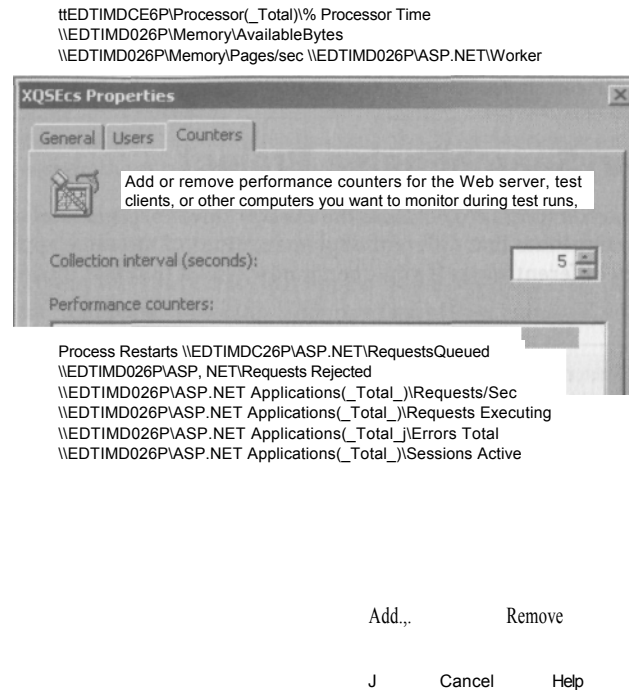 ttEDTIMDCE6P\Processor(_Total)\% Processor Time
\\EDTIMD026P\Memory\AvailableBytes
\\EDTIMD026P\Memory\Pages/sec \\EDTIMD026P\ASP.NET\Worker
XQSEcs Properties
General Users Counters
Add or remove performance counters for the Web server, test
clients, or other computers you want to monitor during test runs,
Collection interval (seconds): 5
Performance counters:
Process Restarts \\EDTIMDC26P\ASP.NET\RequestsQueued
\\EDTIMD026P\ASP, NET\Requests Rejected
\\EDTIMD026P\ASP.NET Applications(_Total_)\Requests/Sec
\\EDTIMD026P\ASP.NET Applications(_Total_)\Requests Executing
\\EDTIMD026P\ASP.NET Applications(_Total_j\Errors Total
\\EDTIMD026P\ASP.NET Applications(_Total_)\Sessions Active
Add.,. Remove
J Cancel Help